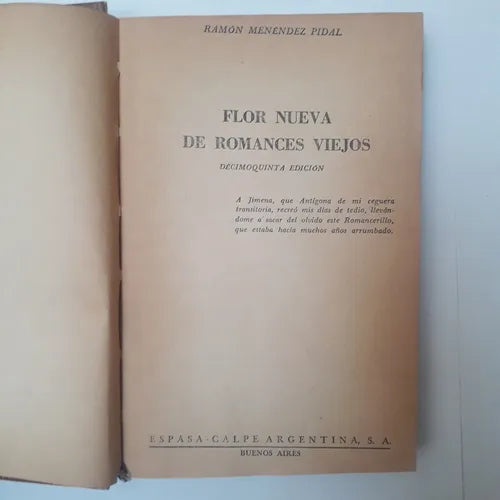 RAMÓN MENÉNDEZ PIDAL
FLOR NUEVA
DE ROMANCES VIEJOS
DECIMOQUINTA EDICIÓN
A Jimena, que Antígona de mi ceguera
transitoria, recreó mis días de tedio, lleván-
dome a sacar del olvido este Romancerillo,
que estaba hacía muchos años arrumbado.
ESPASA-CALPE ARGENTINA, S. A.
BUENOS AIRES